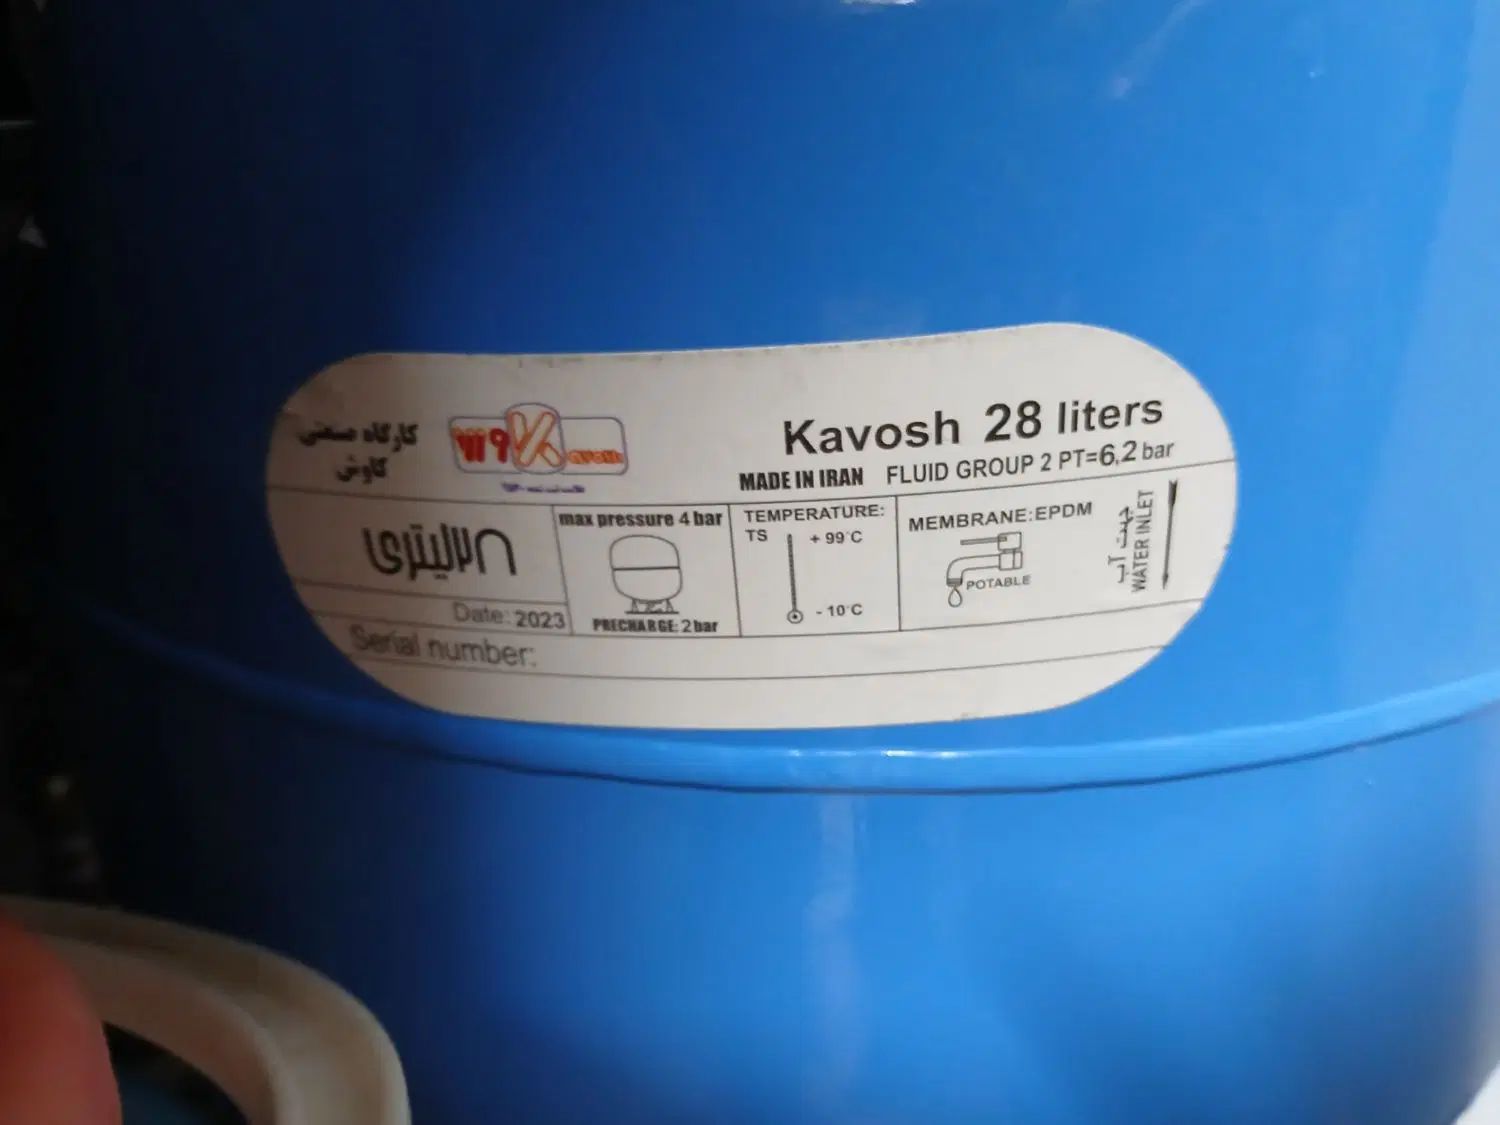 کارگاه صنعتی
کاوش
۱۱۹
Kavosh 28 liters
MADE IN IRAN FLUID GROUP 2 PT=6,2 bar
۲۸لیتری
Date: 2023
max pressure 4 bar
PRECHARGE: 2 bar
TEMPERATURE:
TS + 99°C
- 10°C
MEMBRANE:EPDM
POTABLE
جهت آب
WATER INLET
Serial number: